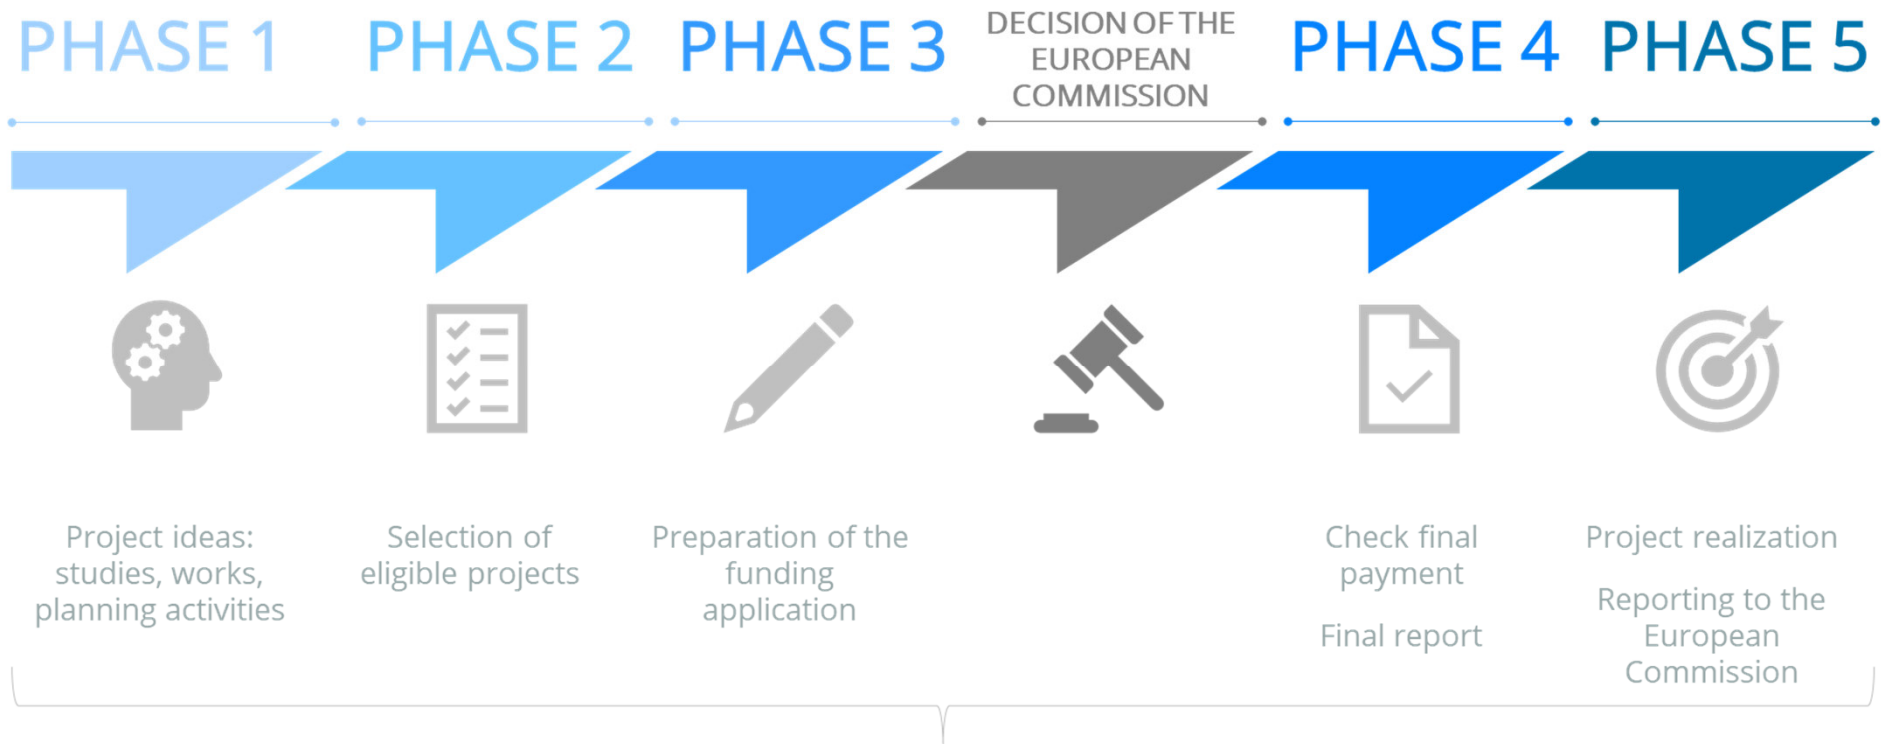 PHASE 1
PHASE 2
PHASE 3
DECISION OF THE
EUROPEAN
COMMISSION
PHASE 4
PHASE 5
Project ideas:
studies, works,
planning activities
Selection of
eligible projects
Preparation of the
funding
application
Check final
payment
Final report
Project realization
Reporting to the
European
Commission